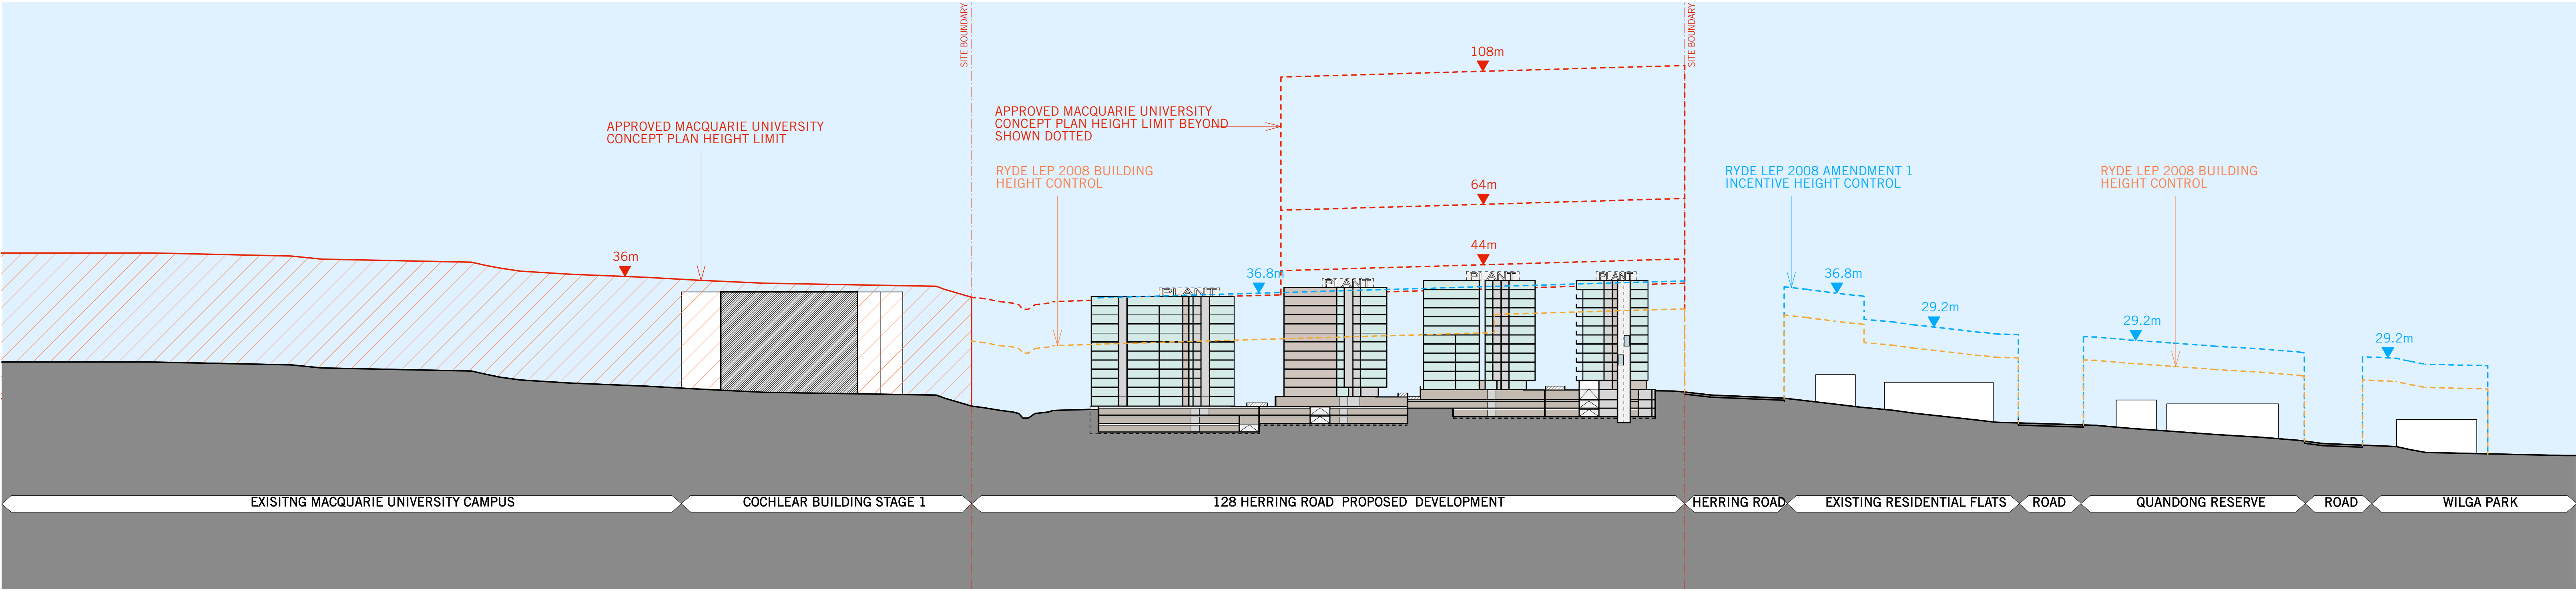 SITE BOUNDARY
SITE BOUNDARY
108m
APPROVED MACQUARIE UNIVERSITY
CONCEPT PLAN HEIGHT LIMIT
APPROVED MACQUARIE UNIVERSITY
CONCEPT PLAN HEIGHT LIMIT BEYOND
SHOWN DOTTED
RYDE LEP 2008 BUILDING
HEIGHT CONTROL
64m
RYDE LEP 2008 AMENDMENT 1
INCENTIVE HEIGHT CONTROL
RYDE LEP 2008 BUILDING
HEIGHT CONTROL
36m
44m
36.8m
36.8m
29.2m
29.2m
29.2m
PLANT
PLANT
PLANT
PLANT
EXISITNG MACQUARIE UNIVERSITY CAMPUS
COCHLEAR BUILDING STAGE 1
128 HERRING ROAD PROPOSED DEVELOPMENT
HERRING ROAD
EXISTING RESIDENTIAL FLATS
ROAD
QUANDONG RESERVE
ROAD
WILGA PARK